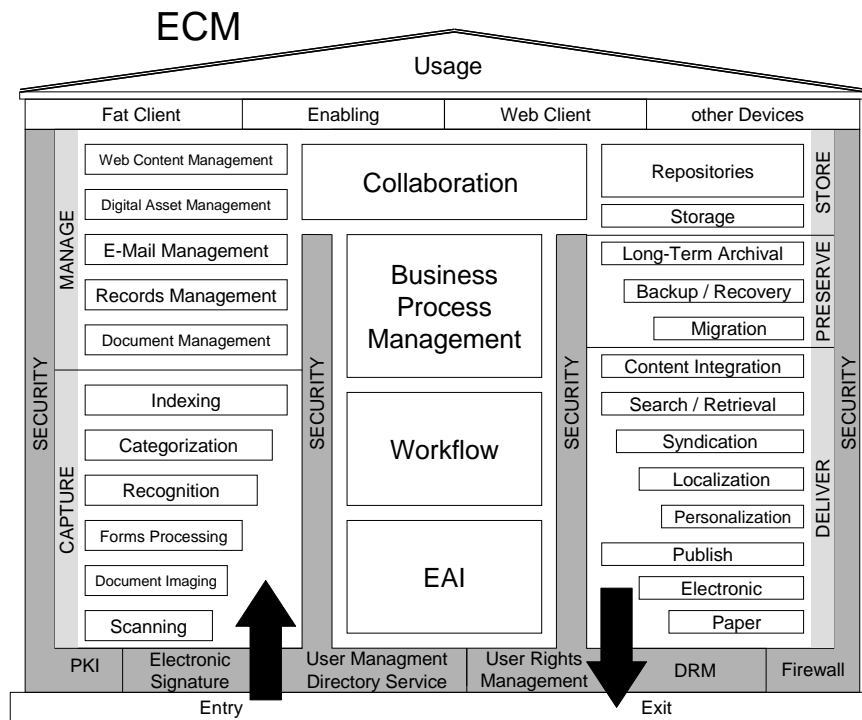 ECM
Usage
Fat Client
Enabling
Web Client
other Devices
SECURITY
MANAGE
Web Content Management
Digital Asset Management
E-Mail Management
Records Management
Document Management
CAPTURE
Indexing
Categorization
Recognition
Forms Processing
Document Imaging
Scanning
Collaboration
SECURITY
Business
Process
Management
Workflow
EAI
SECURITY
Repositories
Storage
STORE
Long-Term Archival
Backup / Recovery
Migration
PRESERVE
Content Integration
Search / Retrieval
Syndication
Localization
Personalization
Publish
Electronic
Paper
DELIVER
SECURITY
PKI
Electronic
Signature
User Managment
Directory Service
User Rights
Management
DRM
Firewall
Entry
Exit